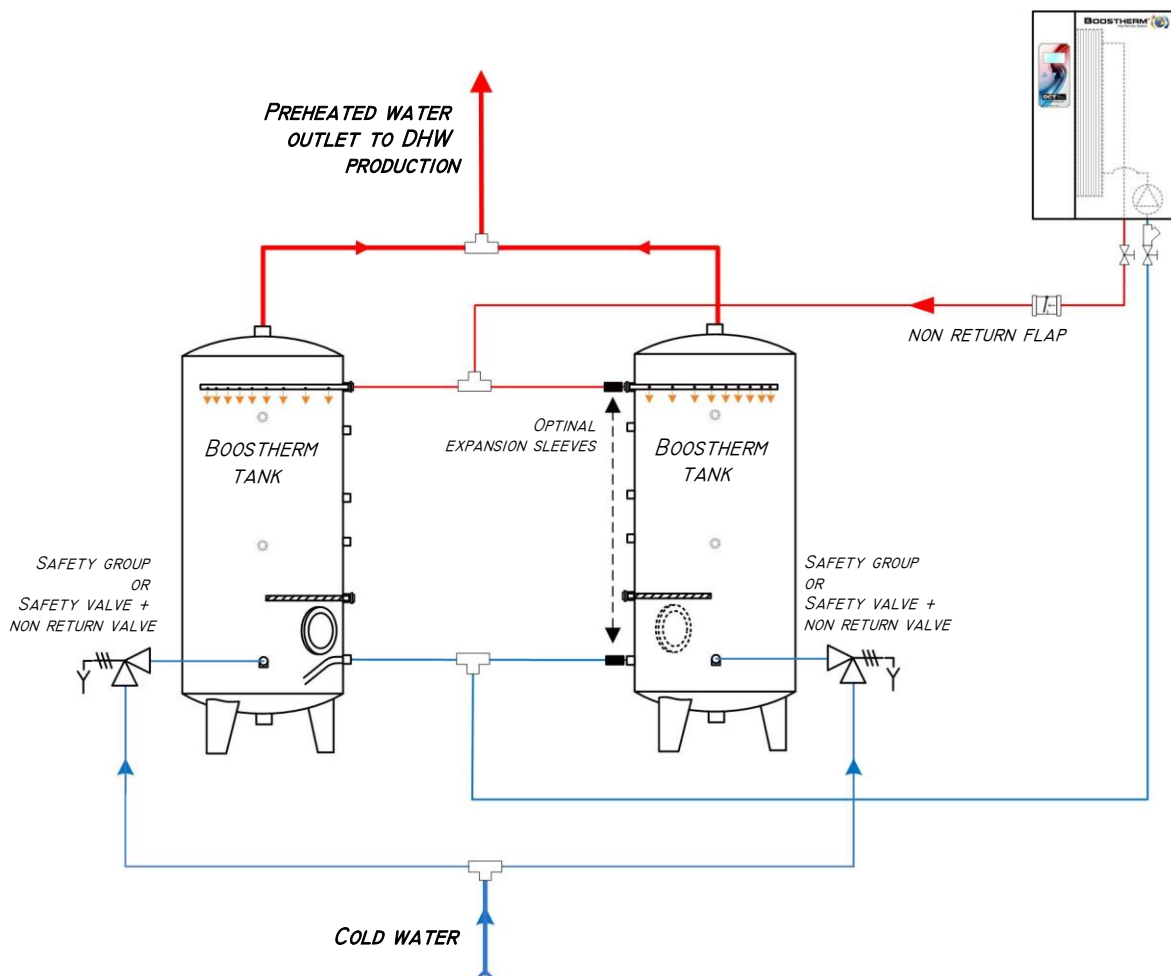 BOOSTHERM®
PREHEATED WATER
OUTLET TO DHW
PRODUCTION
NON RETURN FLAP
OPTINAL
EXPANSION SLEEVES
BOOSTHERM
TANK
BOOSTHERM
TANK
SAFETY GROUP
OR
SAFETY VALVE +
NON RETURN VALVE
SAFETY GROUP
OR
SAFETY VALVE +
NON RETURN VALVE
COLD WATER